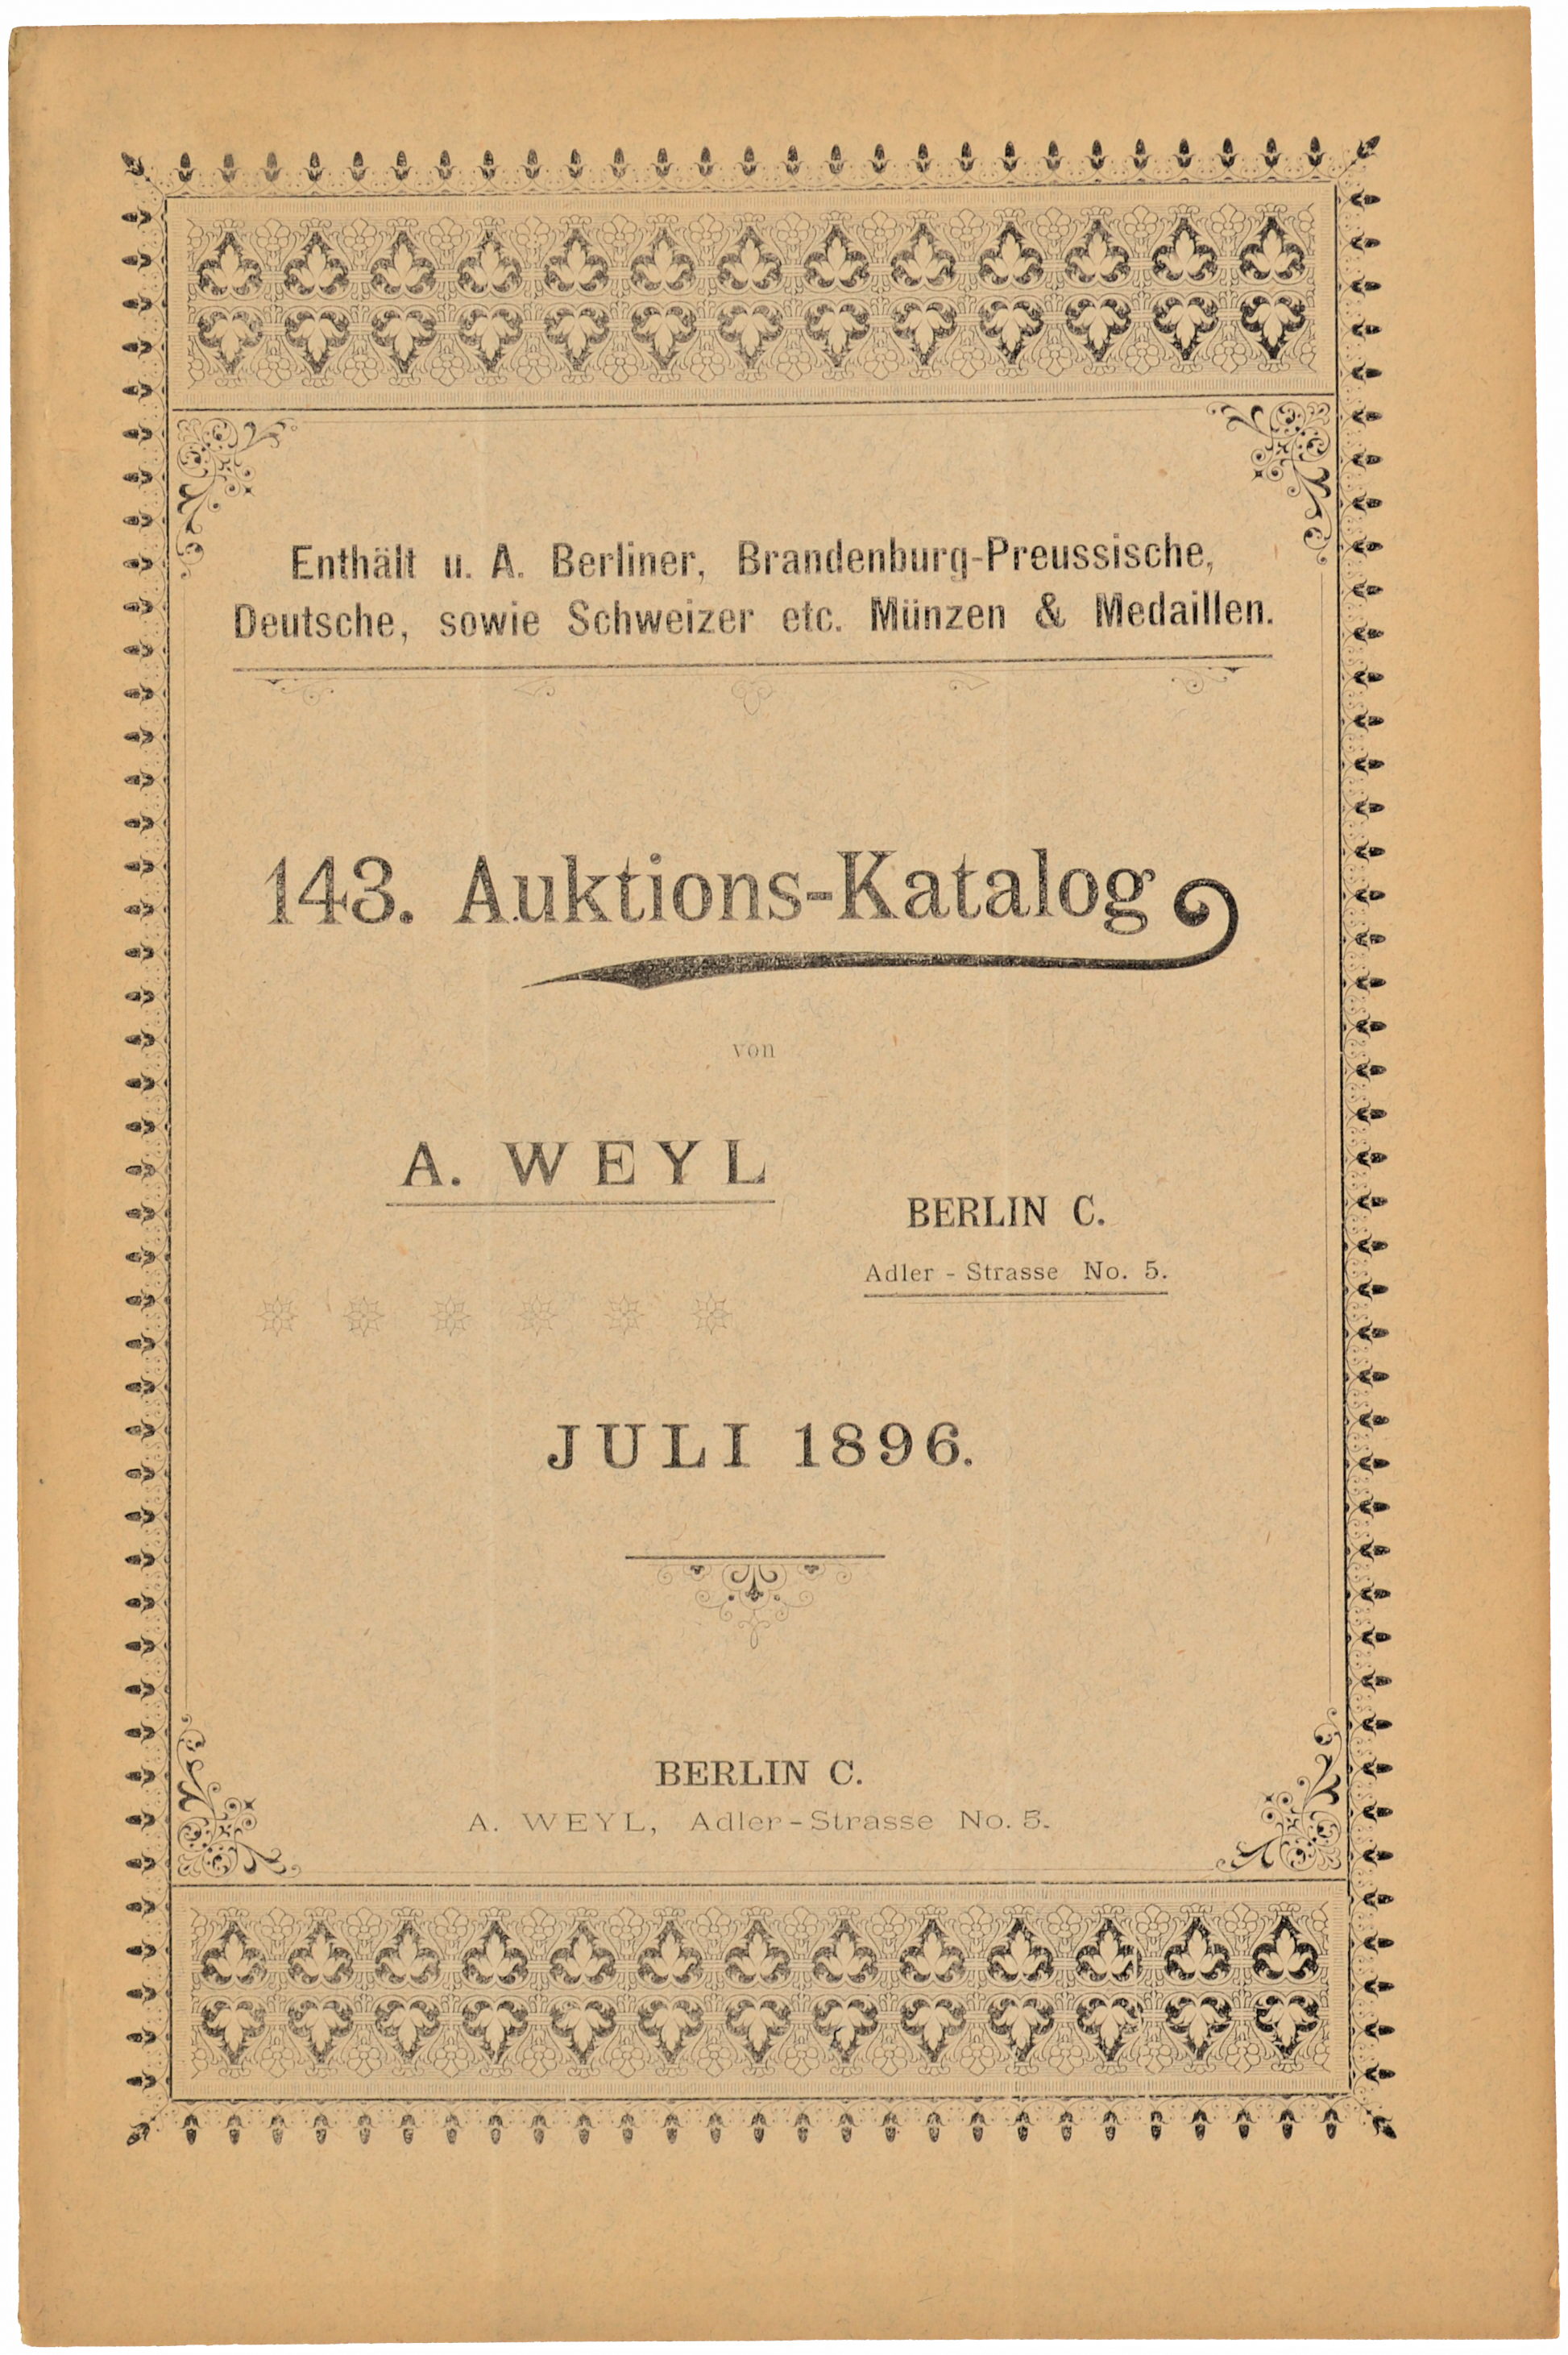 Enthält u. A. Berliner, Brandenburg-Preussische,
Deutsche, sowie Schweizer etc. Münzen & Medaillen.
143. Auktions-Katalog
von
A. WEYL
BERLIN C.
Adler - Strasse No. 5.
JULI 1896.
BERLIN C.
A. WEYL, Adler-Strasse No. 5.